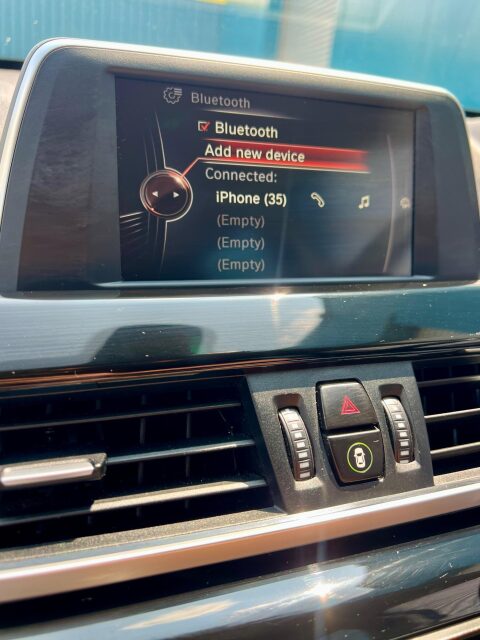 Bluetooth
Bluetooth
Add new device
Connected:
iPhone (35)
(Empty)
(Empty)
(Empty)